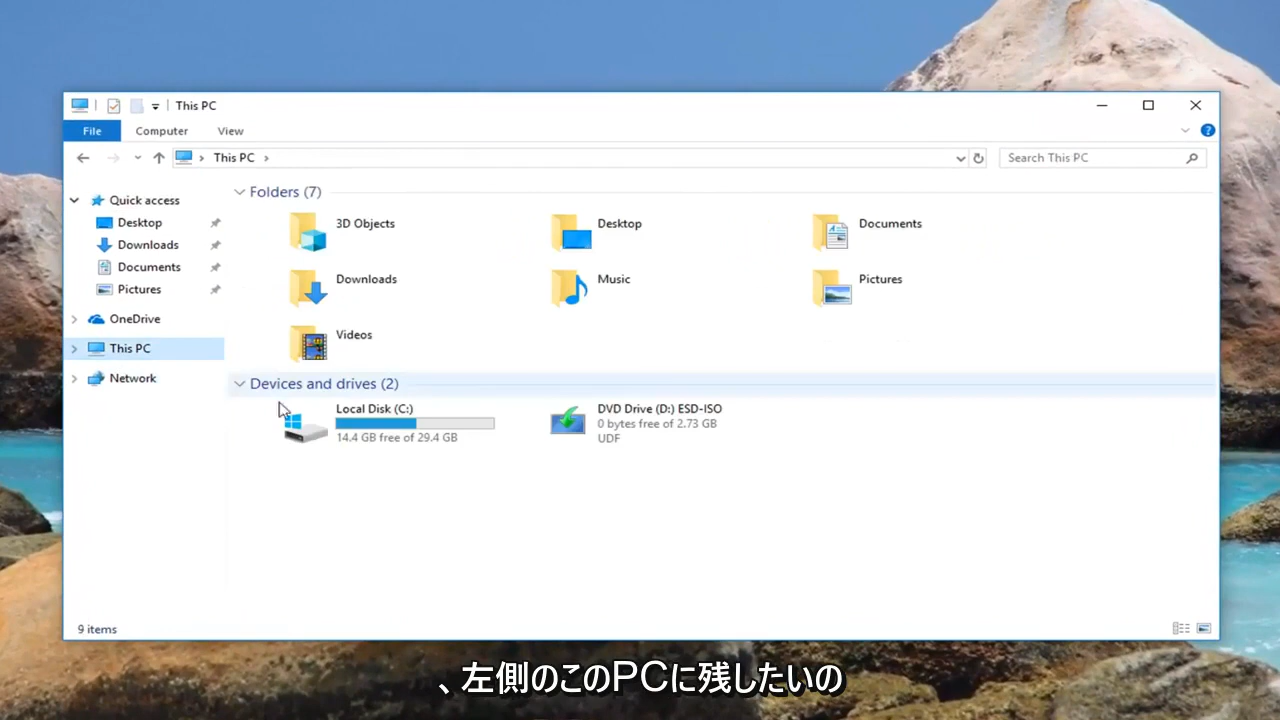 This PC
File
Computer
View
This PC
Search This PC
Quick access
Desktop
Downloads
Documents
Pictures
OneDrive
This PC
Network
Folders (7)
3D Objects
Desktop
Documents
Downloads
Music
Pictures
Videos
Devices and drives (2)
Local Disk (C:)
14.4 GB free of 29.4 GB
DVD Drive (D:) ESD-ISO
0 bytes free of 2.73 GB
UDF
9 items
、左側のこのPCに残したいの